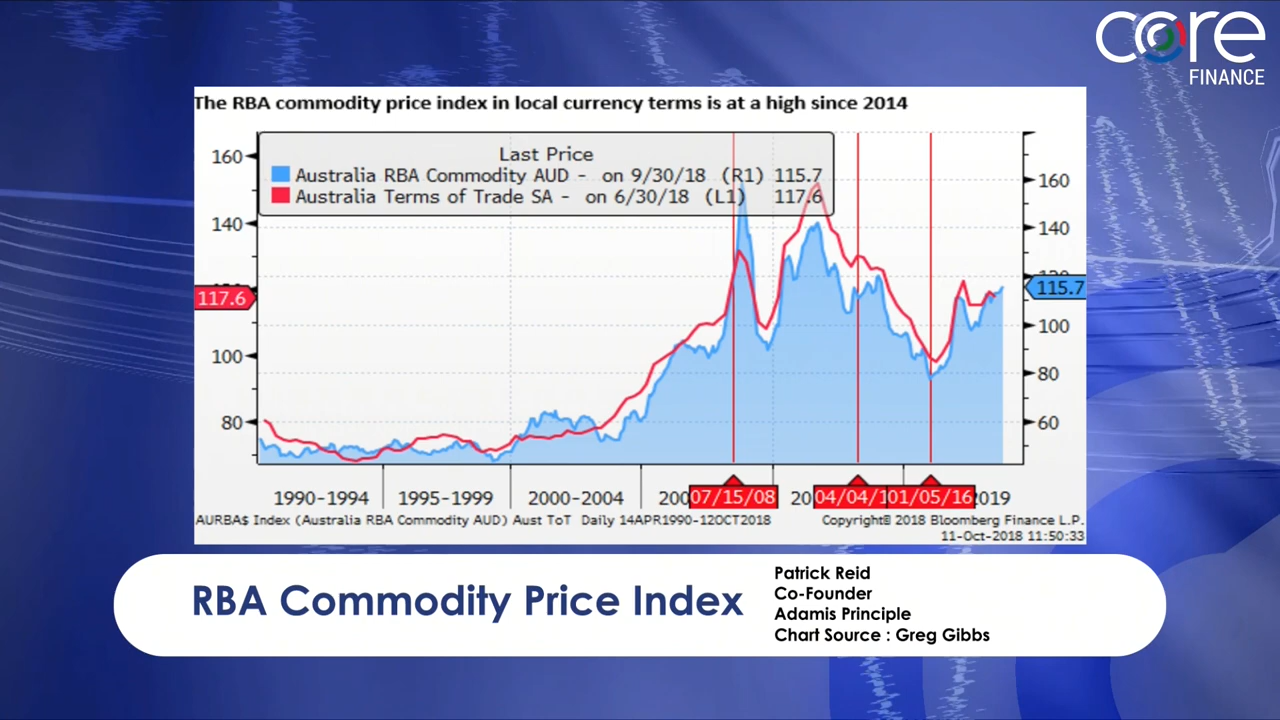 core
FINANCE
The RBA commodity price index in local currency terms is at a high since 2014
Last Price
Australia RBA Commodity AUD - on 9/30/18 (R1) 115.7
Australia Terms of Trade SA - on 6/30/18 (L1) 117.6
160
140
117.6
100
80
160
140
120
115.7
100
80
60
1990-1994 1995-1999 2000-2004 200 07/15/08 20 04/04/1 01/05/16 2019
AURBA$ Index (Australia RBA Commodity AUD) Aust ToT Daily 14APR1990-12OCT2018
Copyright© 2018 Bloomberg Finance L.P.
11-Oct-2018 11:50:33
RBA Commodity Price Index
Patrick Reid
Co-Founder
Adamis Principle
Chart Source : Greg Gibbs